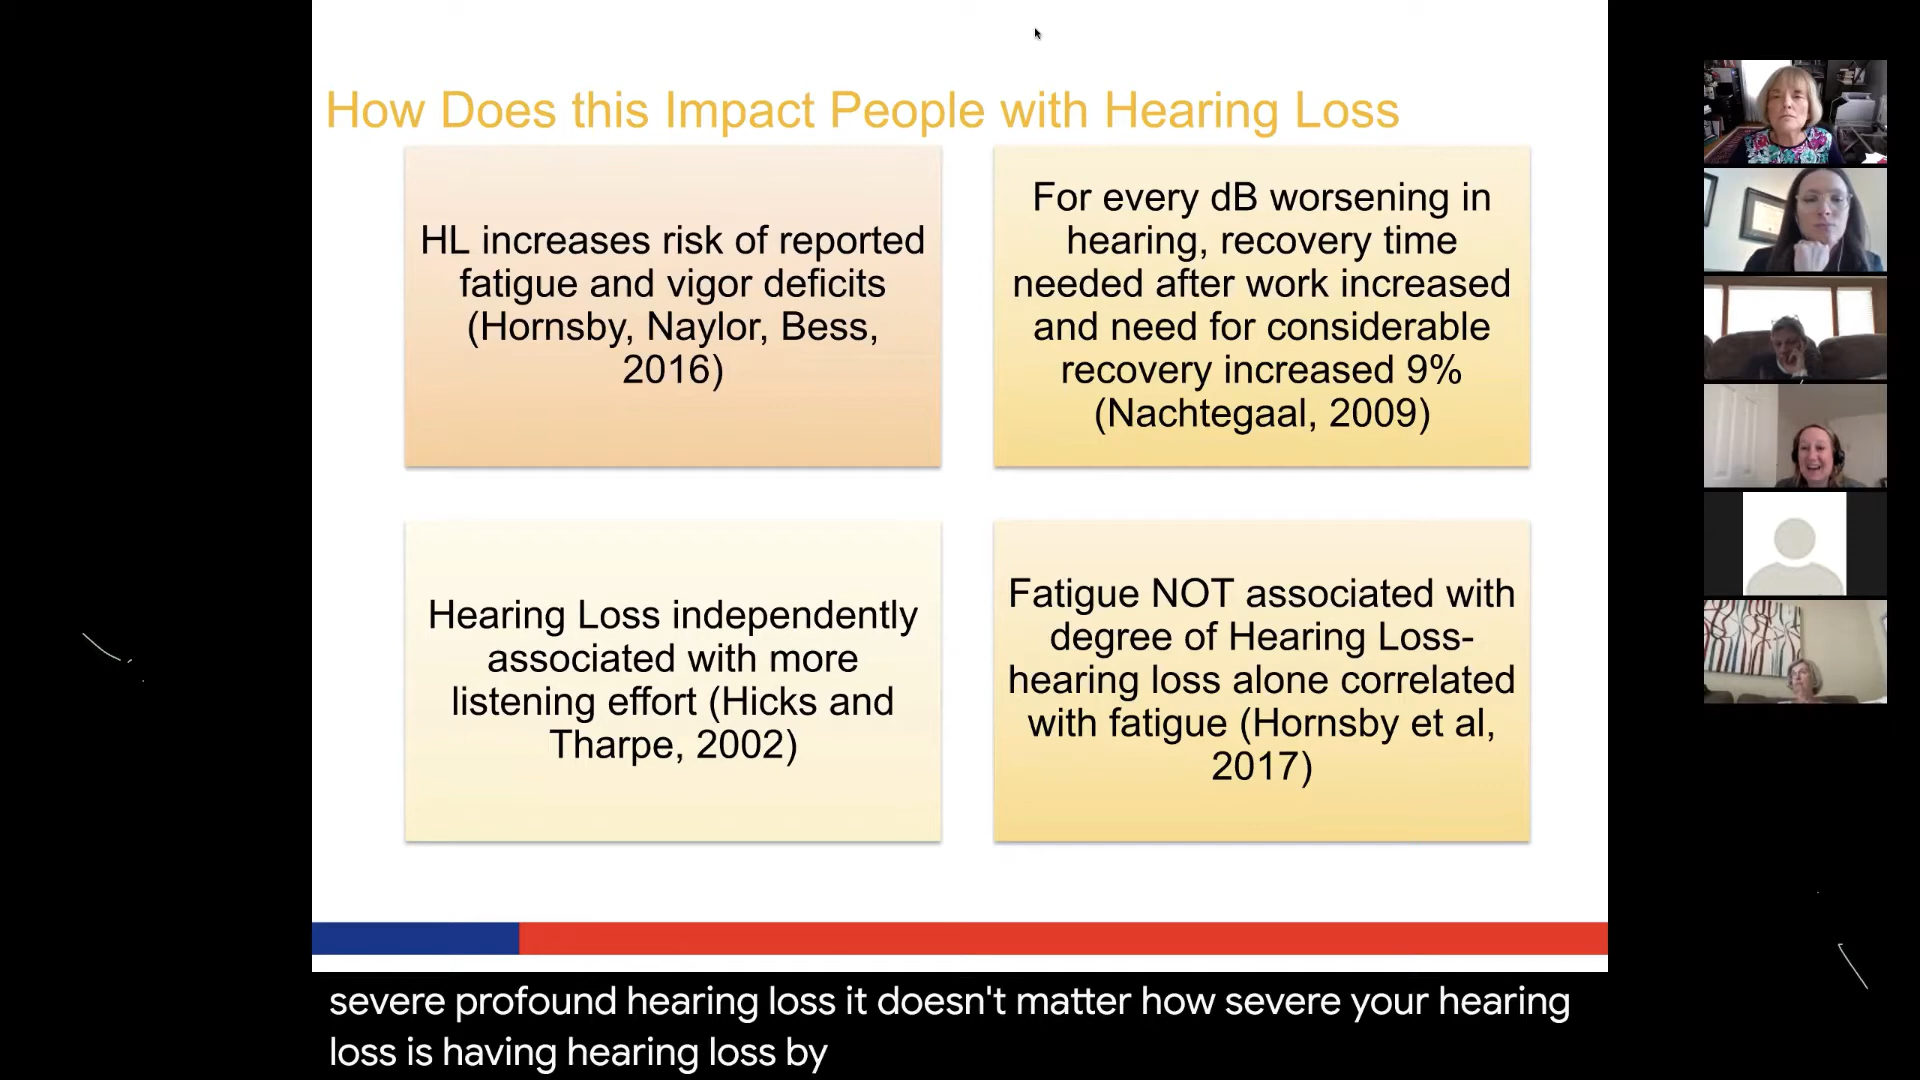 How Does this Impact People with Hearing Loss
HL increases risk of reported
fatigue and vigor deficits
(Hornsby, Naylor, Bess,
2016)
For every dB worsening in
hearing, recovery time
needed after work increased
and need for considerable
recovery increased 9%
(Nachtegaal, 2009)
Hearing Loss independently
associated with more
listening effort (Hicks and
Tharpe, 2002)
Fatigue NOT associated with
degree of Hearing Loss-
hearing loss alone correlated
with fatigue (Hornsby et al,
2017)
severe profound hearing loss it doesn't matter how severe your hearing
loss is having hearing loss by